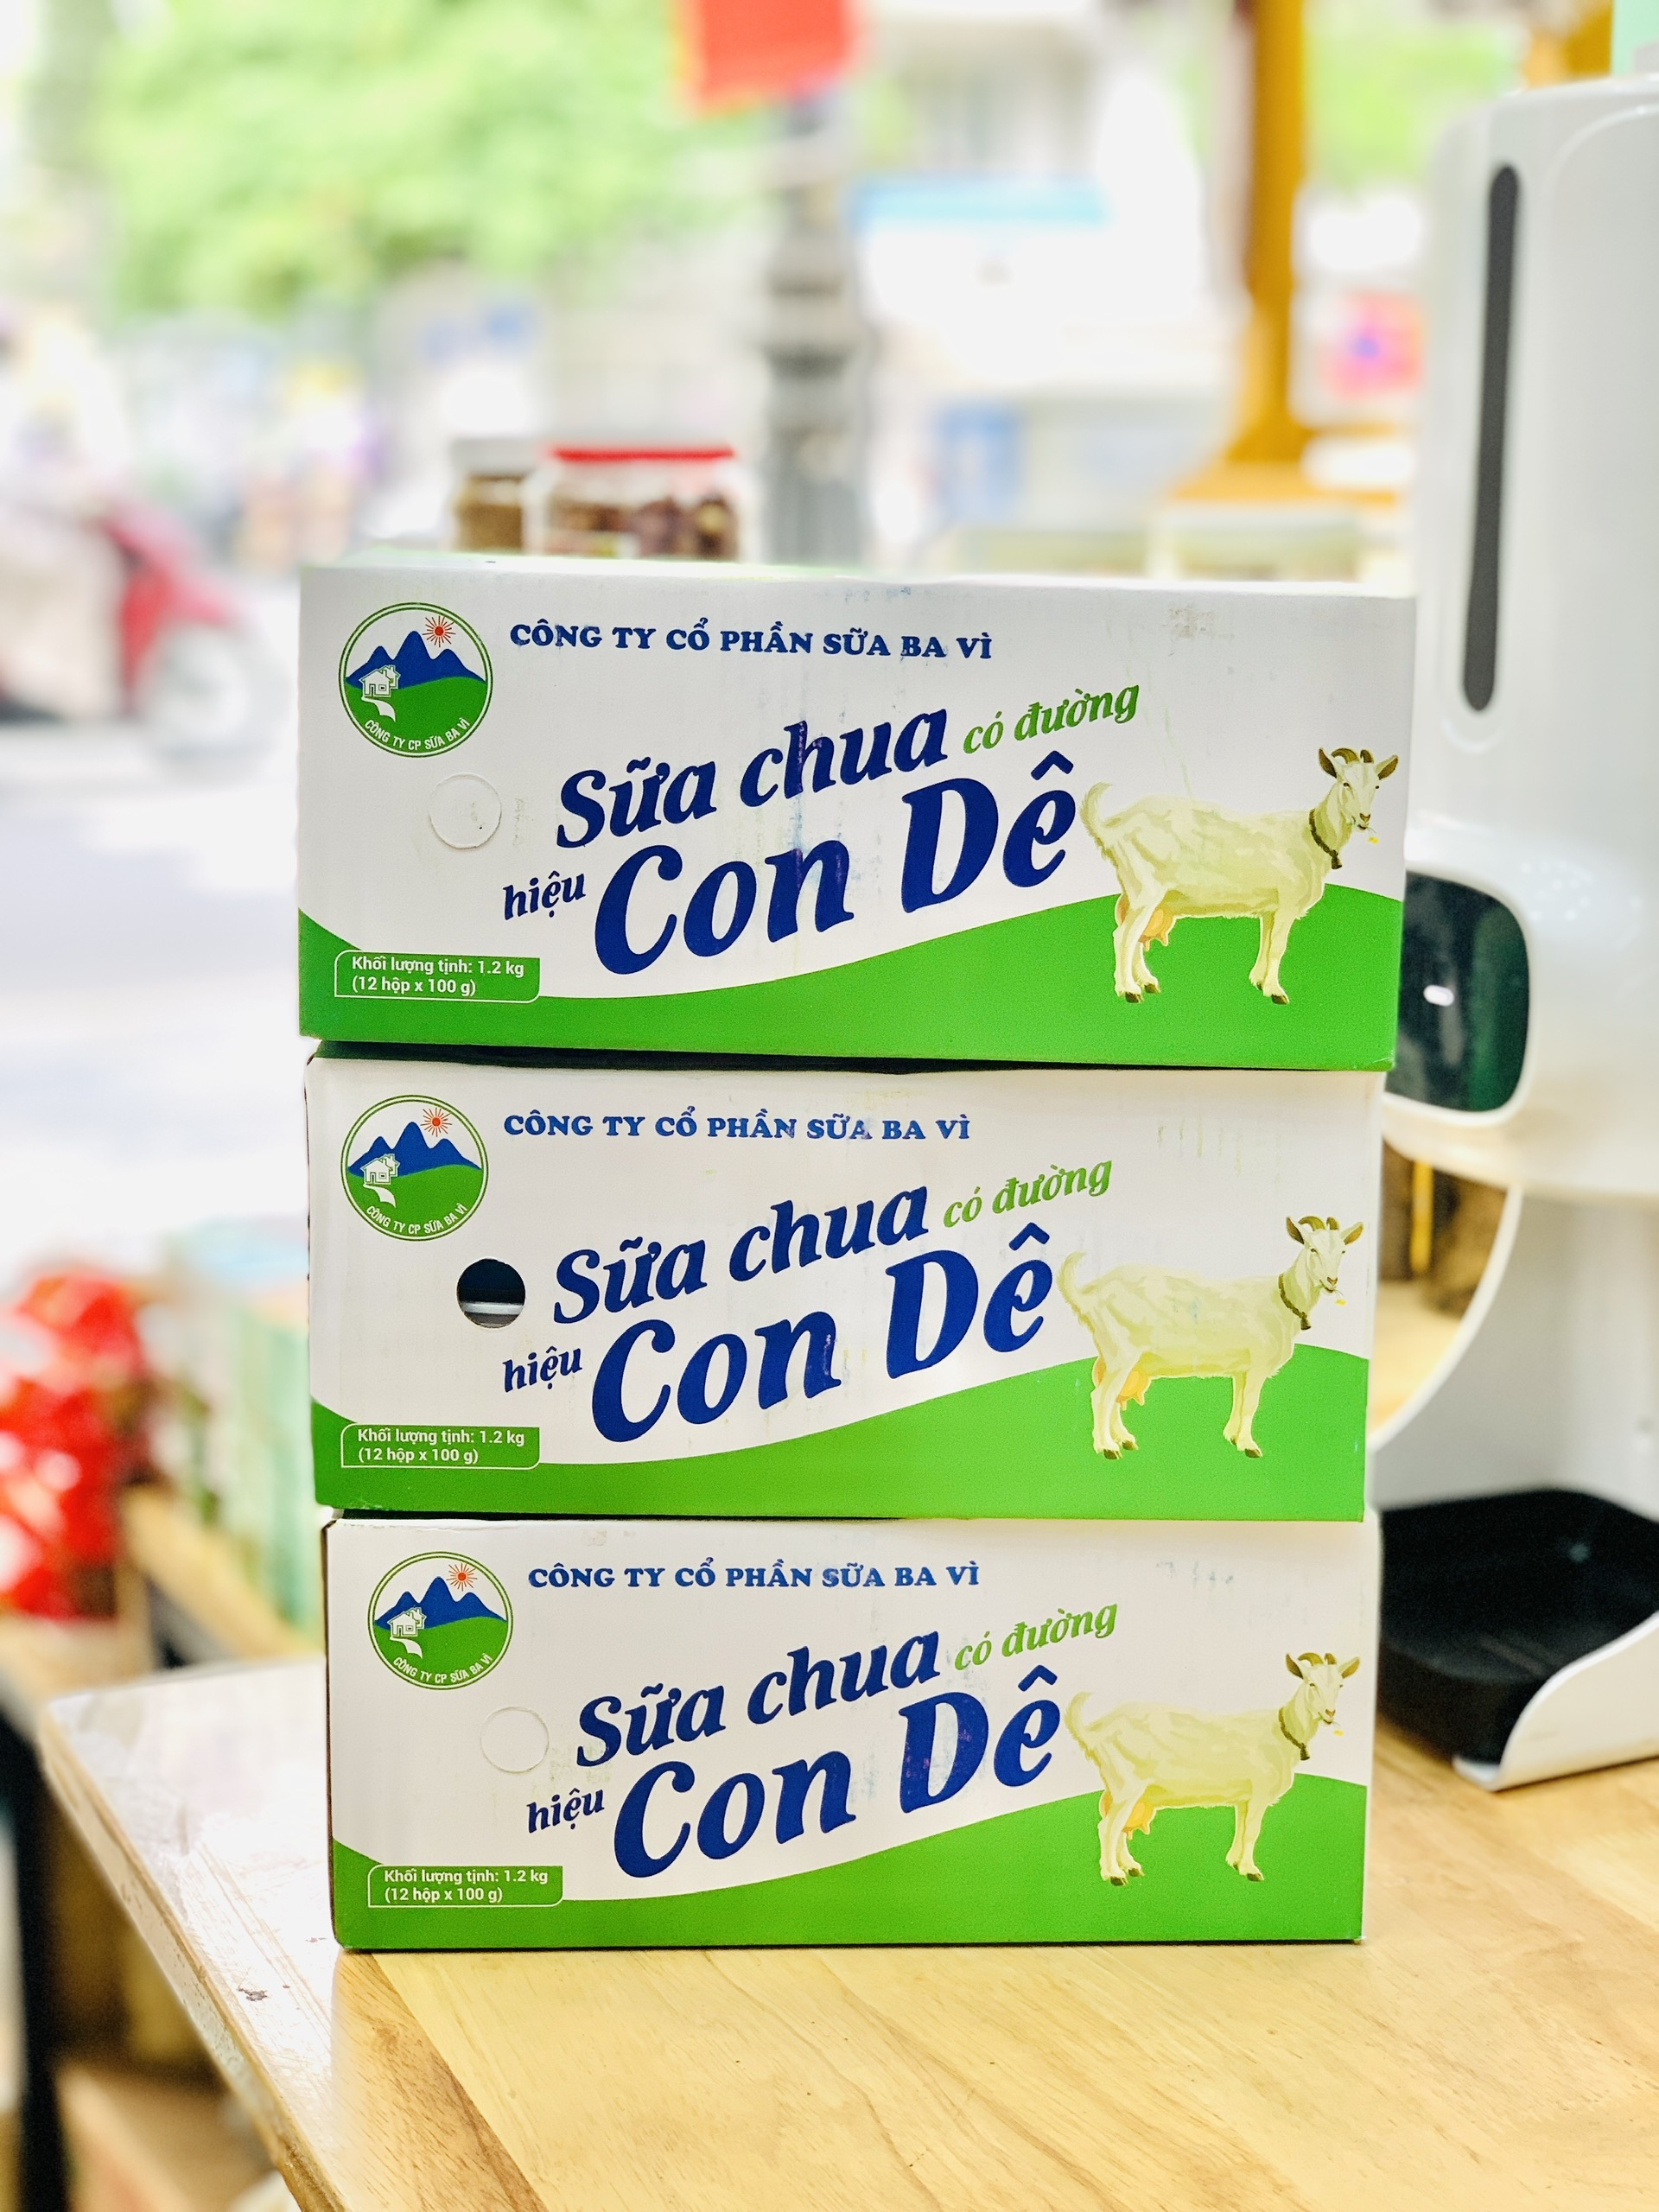 CÔNG TY CỔ PHẦN SỮA BA VÌ
CÔNG TY CP SỮA BA VÌ
Sữa chua có đường
hiệu Con Dê
Khối lượng tịnh: 1.2 kg
(12 hộp x 100 g)
CÔNG TY CỔ PHẦN SỮA BA VÌ
CÔNG TY CP SỮA BA VÌ
Sữa chua có đường
hiệu Con Dê
Khối lượng tịnh: 1.2 kg
(12 hộp x 100 g)
CÔNG TY CỔ PHẦN SỮA BA VÌ
CÔNG TY CP SỮA BA VÌ
Sữa chua có đường
hiệu Con Dê
Khối lượng tịnh: 1.2 kg
(12 hộp x 100 g)